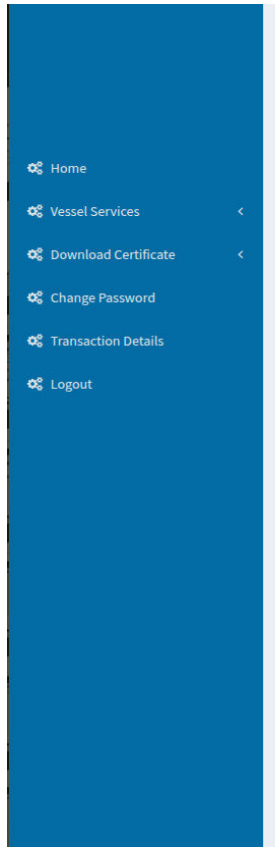 Home
Vessel Services
Download Certificate
Change Password
Transaction Details
Logout